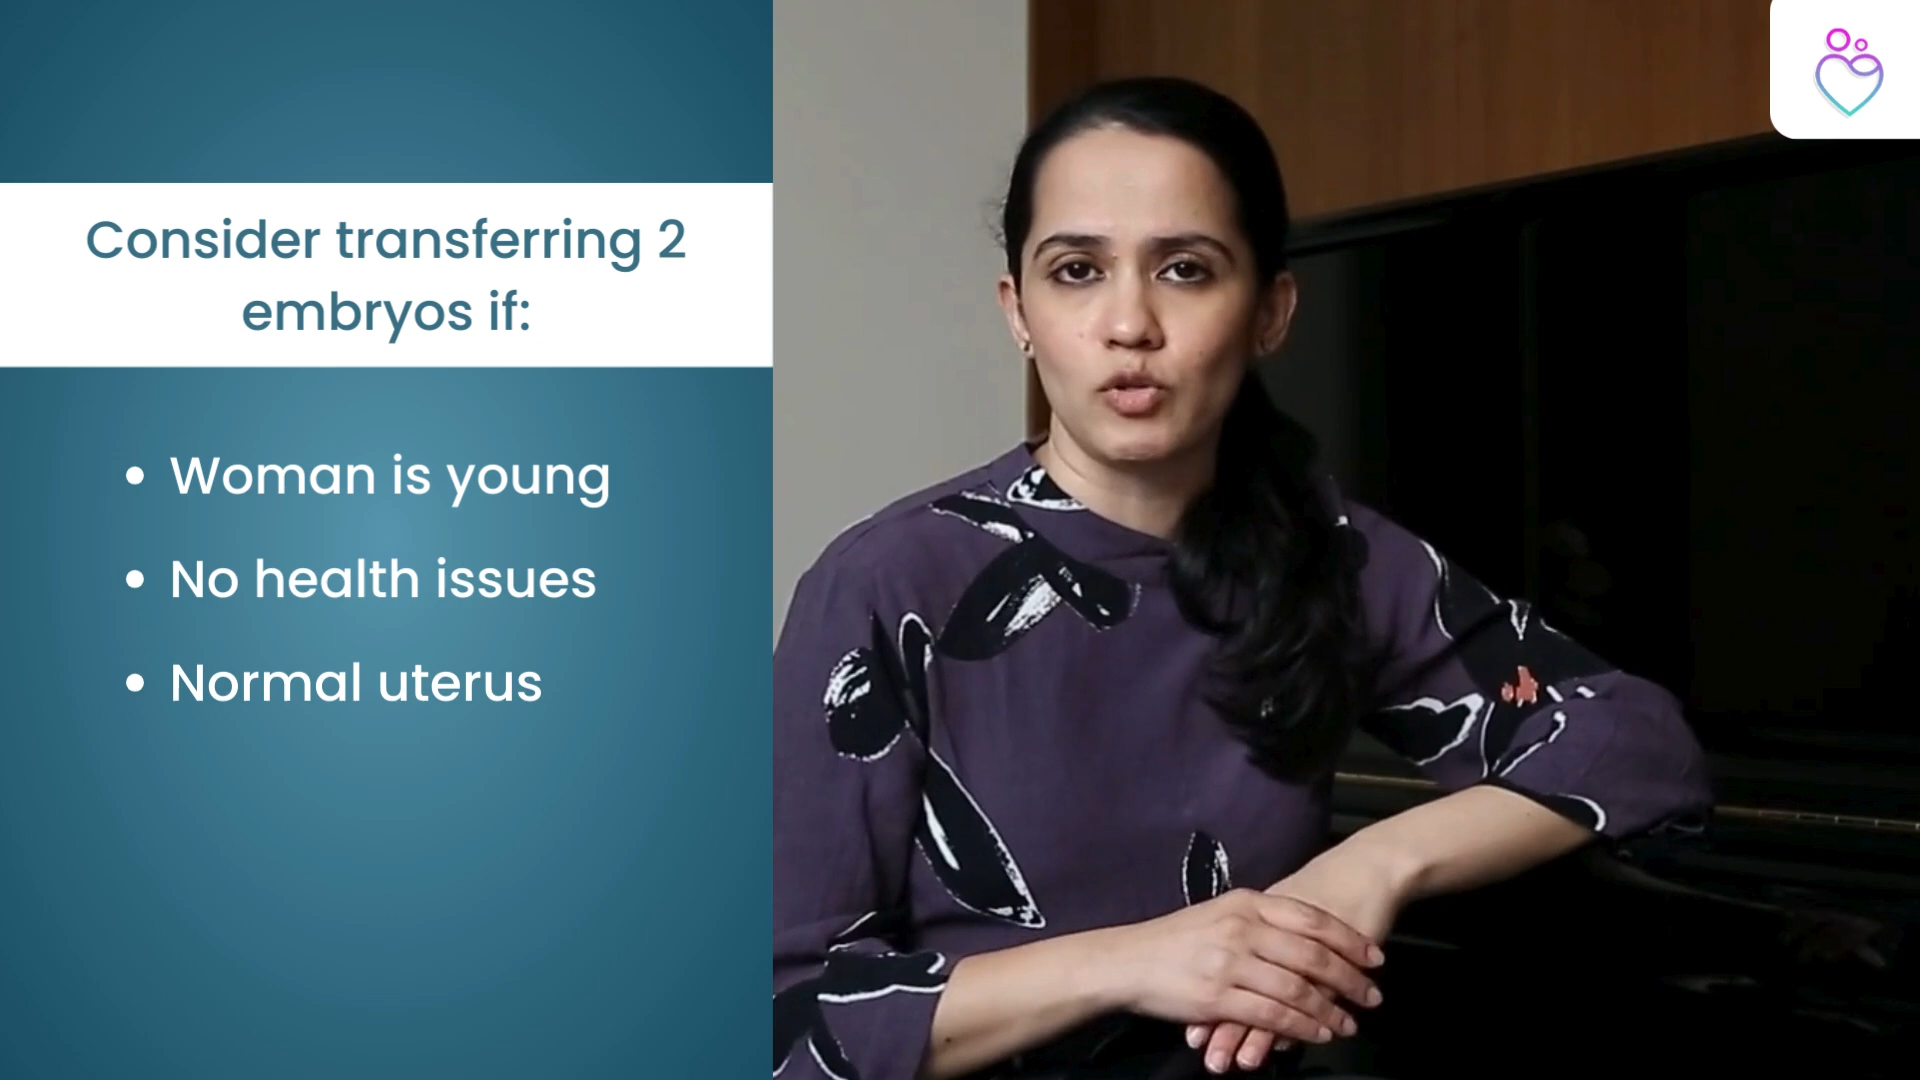 Consider transferring 2
embryos if:
• Woman is young
• No health issues
• Normal uterus